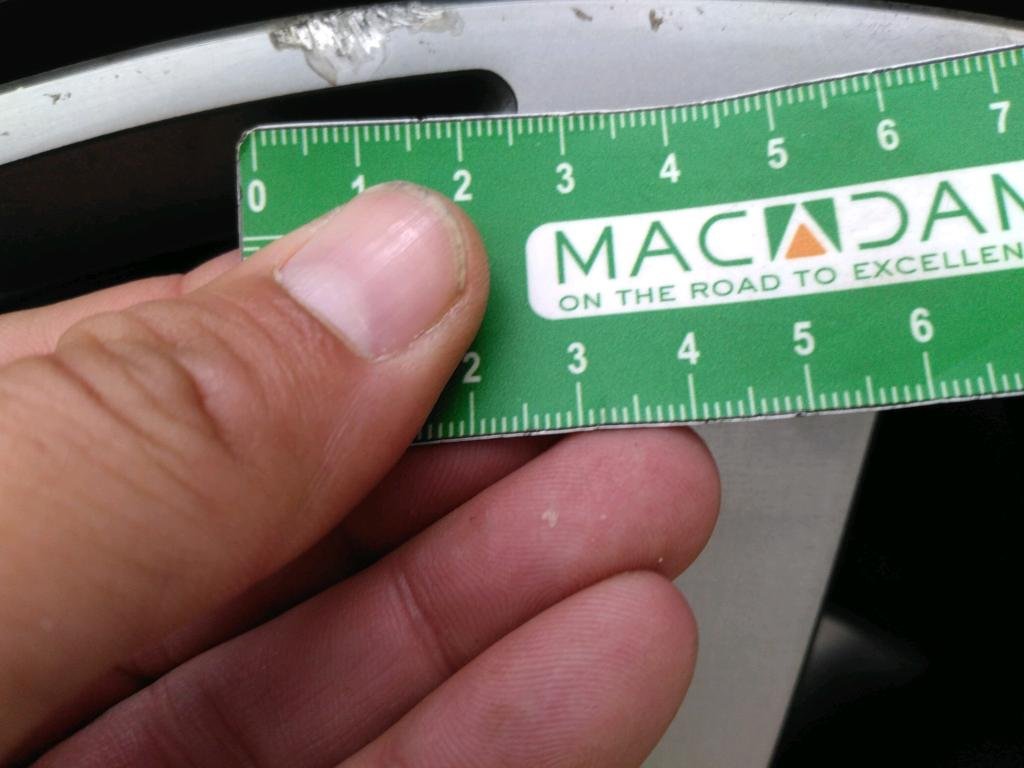 0 1 2 3 4 5 6 7
MACADAM
ON THE ROAD TO EXCELLEN
2 3 4 5 6